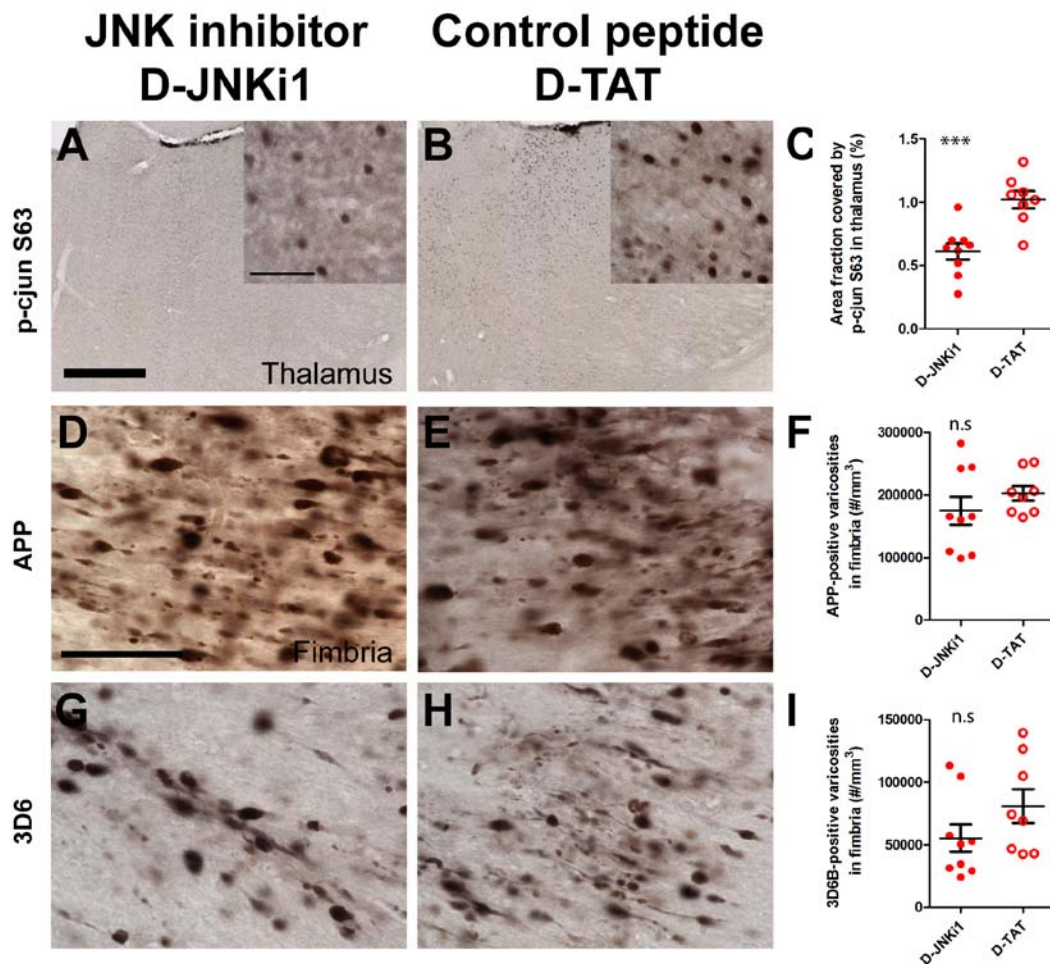 JNK inhibitor
D-JNKi1
Control peptide
D-TAT
p-cjun S63
A
Thalamus
B
C
Area fraction covered by
p-cjun S63 in thalamus (%)
***
1.5
1.0
0.5
0.0
D-JNKi1
D-TAT
APP
D
Fimbria
E
F
APP-positive varicosities
in fimbria (#/mm³)
n.s
300000
200000
100000
0
D-JNKi1
D-TAT
3D6
G
H
I
3D6B-positive varicosities
in fimbria (#/mm³)
n.s
150000
100000
50000
0
D-JNKi1
D-TAT